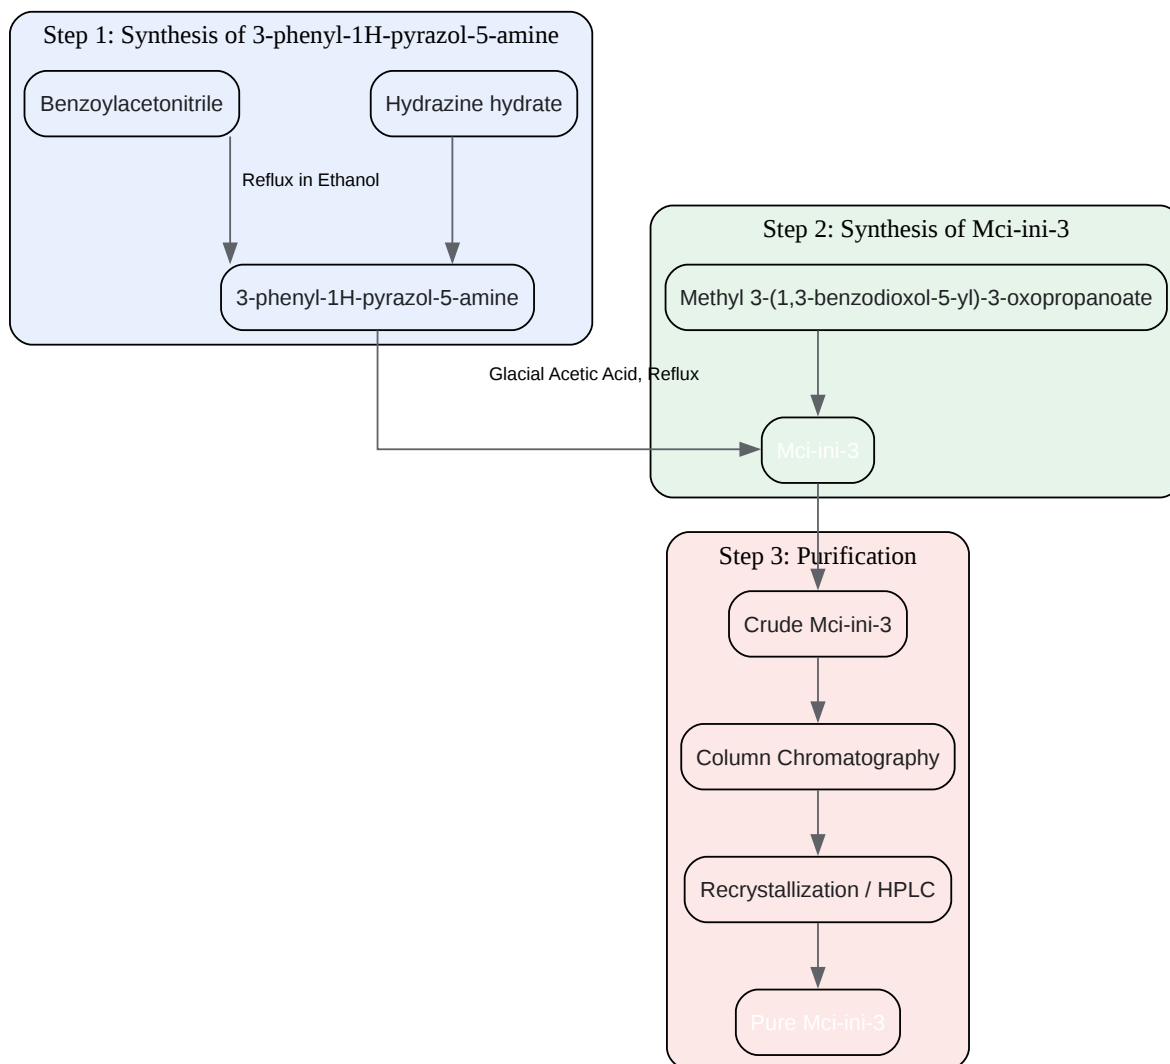 Step 1: Synthesis of 3-phenyl-1H-pyrazol-5-amine
Benzoylacetonitrile
Hydrazine hydrate
Reflux in Ethanol
3-phenyl-1H-pyrazol-5-amine
Step 2: Synthesis of Mci-ini-3
Methyl 3-(1,3-benzodioxol-5-yl)-3-oxopropanoate
Glacial Acetic Acid, Reflux
Mci-ini-3
Step 3: Purification
Crude Mci-ini-3
Column Chromatography
Recrystallization / HPLC
Pure Mci-ini-3